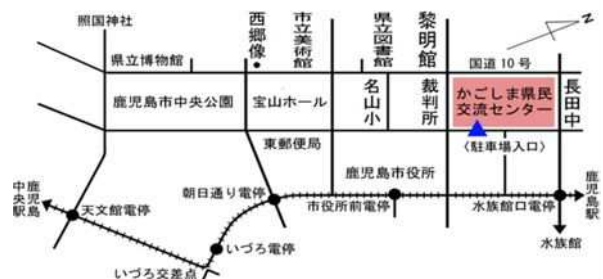 照国神社
西郷像
市立美術館
県立図書館
黎明館
Z
県立博物館
国道10号
鹿児島市中央公園
宝山ホール
名山小
裁判所
かごしま県民
交流センター
長田中
東郵便局
〈駐車場入口〉
鹿児島市役所
鹿児島
中央駅
朝日通り電停
市役所前電停
水族館口電停
鹿児島駅
天文館電停
いづろ電停
水族館
いづろ交差点